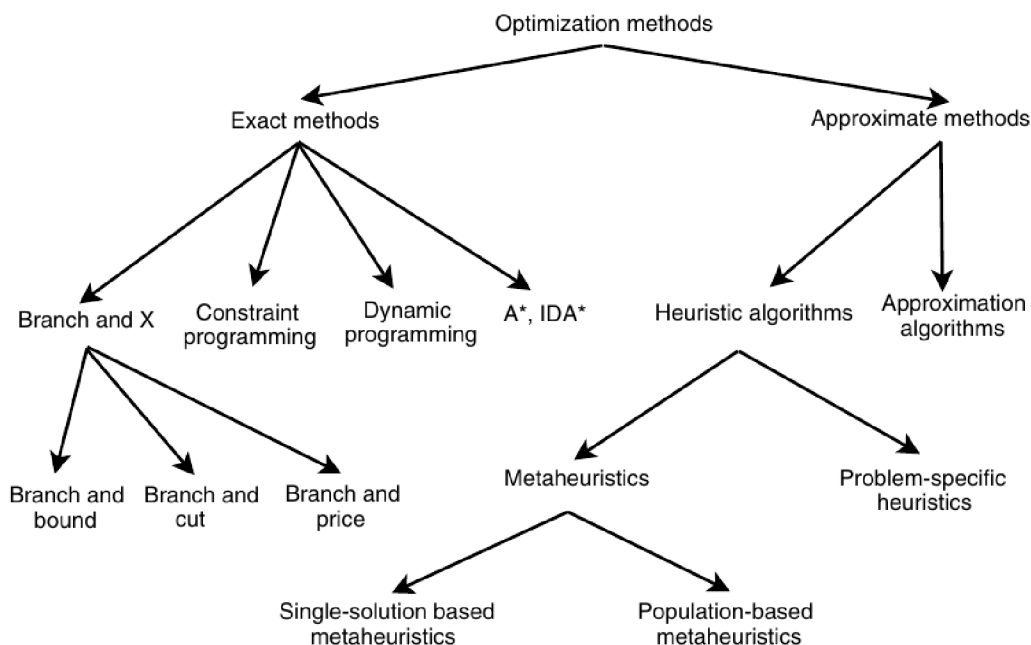 Optimization methods
Exact methods
Approximate methods
Branch and X
Constraint
programming
Dynamic
programming
A*, IDA*
Heuristic algorithms
Approximation
algorithms
Branch and
bound
Branch and
cut
Branch and
price
Metaheuristics
Problem-specific
heuristics
Single-solution based
metaheuristics
Population-based
metaheuristics